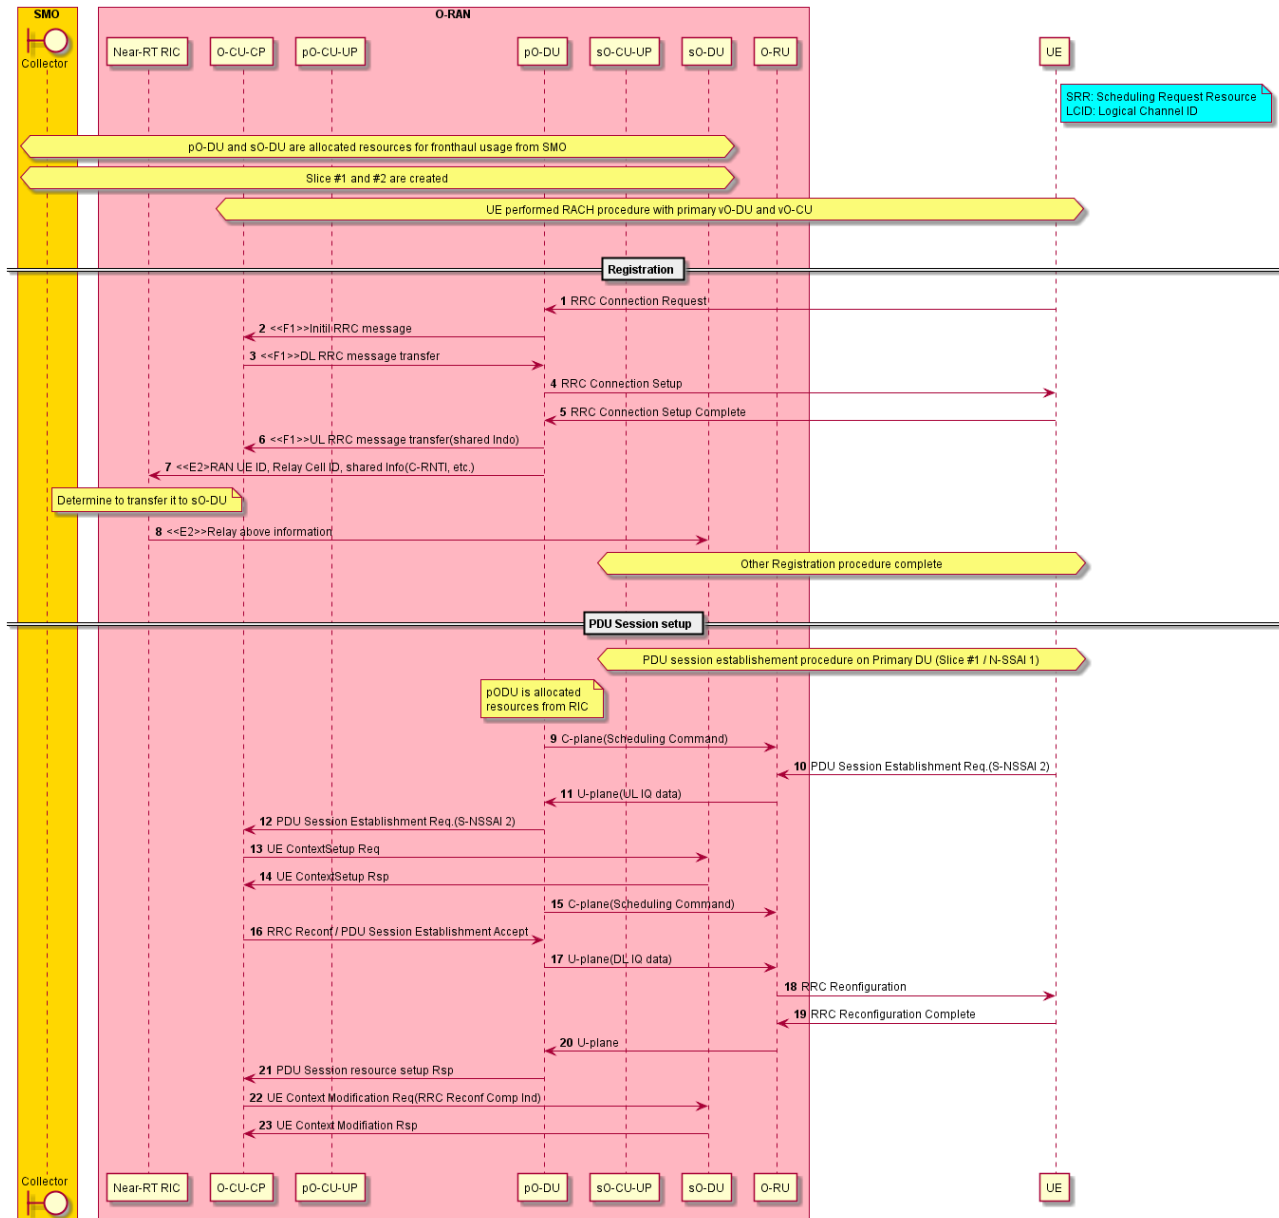 SMO
O-RAN
Collector
Near-RT RIC
O-CU-CP
pO-CU-UP
pO-DU
sO-CU-UP
sO-DU
O-RU
UE
SRR: Scheduling Request Resource
LCID: Logical Channel ID
pO-DU and sO-DU are allocated resources for fronthaul usage from SMO
Slice #1 and #2 are created
UE performed RACH procedure with primary vO-DU and vO-CU
Registration
1 RRC Connection Request
2 <<F1>>Initil RRC message
3 <<F1>>DL RRC message transfer
4 RRC Connection Setup
5 RRC Connection Setup Complete
6 <<F1>>UL RRC message transfer(shared Indo)
7 <<E2>RAN UE ID, Relay Cell ID, shared Info(C-RNTI, etc.)
Determine to transfer it to sO-DU
8 <<E2>>Relay above information
Other Registration procedure complete
PDU Session setup
PDU session establishement procedure on Primary DU (Slice #1 / N-SSAI 1)
pODU is allocated
resources from RIC
9 C-plane(Scheduling Command)
10 PDU Session Establishment Req.(S-NSSAI 2)
11 U-plane(UL IQ data)
12 PDU Session Establishment Req.(S-NSSAI 2)
13 UE ContextSetup Req
14 UE ContextSetup Rsp
15 C-plane(Scheduling Command)
16 RRC Reconf / PDU Session Establishment Accept
17 U-plane(DL IQ data)
18 RRC Reonfiguration
19 RRC Reconfiguration Complete
20 U-plane
21 PDU Session resource setup Rsp
22 UE Context Modification Req(RRC Reconf Comp Ind)
23 UE Context Modifiation Rsp
Collector
Near-RT RIC
O-CU-CP
pO-CU-UP
pO-DU
sO-CU-UP
sO-DU
O-RU
UE